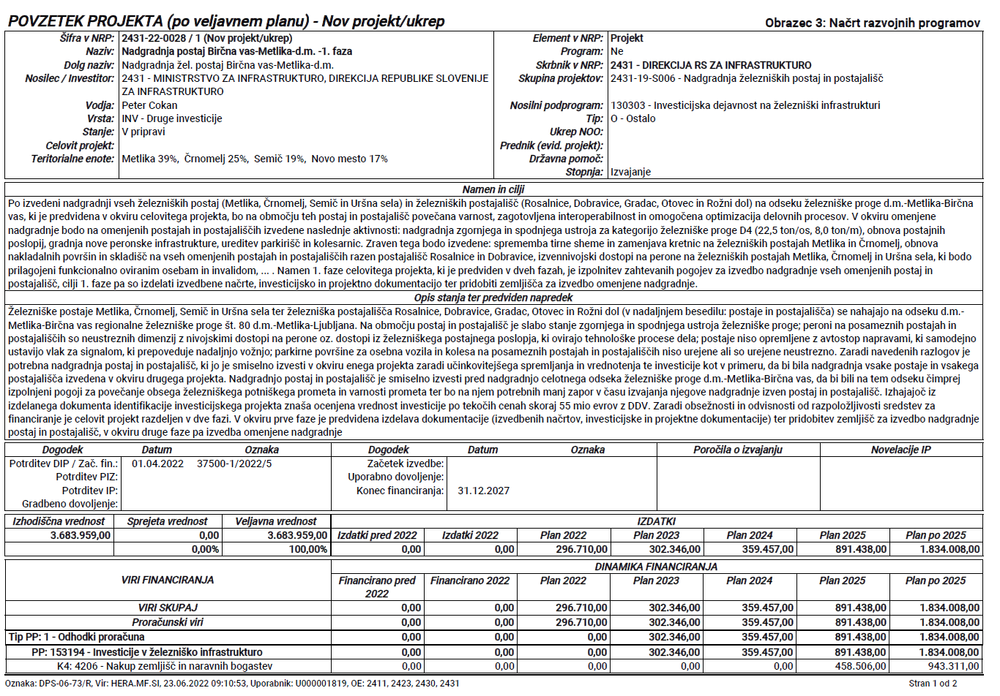 POVZETEK PROJEKTA (po veljavnem planu) - Nov projekt/ukrep
Obrazec 3: Načrt razvojnih programov
Šifra v NRP: 2431-22-0028 / 1 (Nov projekt/ukrep)
Naziv: Nadgradnja postaj Birčna vas-Metlika-d.m. -1. faza
Dolg naziv: Nadgradnja žel. postaj Birčna vas-Metlika-d.m.
Nosilec / Investitor: 2431 - MINISTRSTVO ZA INFRASTRUKTURO, DIREKCIJA REPUBLIKE SLOVENIJE
ZA INFRASTRUKTURO
Vodja: Peter Cokan
Vrsta: INV - Druge investicije
Stanje: V pripravi
Celovit projekt:
Teritorialne enote: Metlika 39%, Črnomelj 25%, Semič 19%, Novo mesto 17%
Element v NRP: Projekt
Program: Ne
Skrbnik v NRP: 2431 - DIREKCIJA RS ZA INFRASTRUKTURO
Skupina projektov: 2431-19-S006 - Nadgradnja železniških postaj in postajališč
Nosilni podprogram: 130303 - Investicijska dejavnost na železniški infrastrukturi
Tip: O - Ostalo
Ukrep NOO:
Prednik (evid. projekt):
Državna pomoč:
Stopnja: Izvajanje
Namen in cilji
Po izvedeni nadgradnji vseh železniških postaj (Metlika, Črnomelj, Semič in Uršna sela) in železniških postajališč (Rosalnice, Dobravice, Gradac, Otovec in Rožni dol) na odseku železniške proge d.m.-Metlika-Birčna
vas, ki je predvidena v okviru celovitega projekta, bo na območju teh postaj in postajališč povečana varnost, zagotovljena interoperabilnost in omogočena optimizacija delovnih procesov. V okviru omenjene
nadgradnje bodo na omenjenih postajah in postajališčih izvedene naslednje aktivnosti: nadgradnja zgornjega in spodnjega ustroja za kategorijo železniške proge D4 (22,5 ton/os, 8,0 ton/m), obnova postajnih
poslopij, gradnja nove peronske infrastrukture, ureditev parkirišč in kolesarnic. Zraven tega bodo izvedene: sprememba tirne sheme in zamenjava kretnic na železniških postajah Metlika in Črnomelj, obnova
nakladalnih površin in skladišč na vseh omenjenih postajah in postajališčih razen postajališč Rosalnice in Dobravice, izvennivojski dostopi na perone na železniških postajah Metlika, Črnomelj in Uršna sela, ki bodo
prilagojeni funkcionalno oviranim osebam in invalidom, ... . Namen 1. faze celovitega projekta, ki je predviden v dveh fazah, je izpolnitev zahtevanih pogojev za izvedbo nadgradnje vseh omenjenih postaj in
postajališč, cilji 1. faze pa so izdelati izvedbene načrte, investicijsko in projektno dokumentacijo ter pridobiti zemljišča za izvedbo omenjene nadgradnje.
Opis stanja ter predviden napredek
Železniške postaje Metlika, Črnomelj, Semič in Uršna sela ter železniška postajališča Rosalnice, Dobravice, Gradac, Otovec in Rožni dol (v nadaljnjem besedilu: postaje in postajališča) se nahajajo na odseku d.m.-
Metlika-Birčna vas regionalne železniške proge št. 80 d.m.-Metlika-Ljubljana. Na območju postaj in postajališč je slabo stanje zgornjega in spodnjega ustroja železniške proge; peroni na posameznih postajah in
postajališčih so neustreznih dimenzij z nivojskimi dostopi na perone oz. dostopi iz železniškega postajnega poslopja, ki ovirajo tehnološke procese dela; postaje niso opremljene z avtostop napravami, ki samodejno
ustavijo vlak za signalom, ki prepoveduje nadaljnjo vožnjo; parkirne površine za osebna vozila in kolesa na posameznih postajah in postajališčih niso urejene ali so urejene neustrezno. Zaradi navedenih razlogov je
potrebna nadgradnja postaj in postajališč, ki jo je smiselno izvesti v okviru enega projekta zaradi učinkovitejšega spremljanja in vrednotenja te investicije kot v primeru, da bi bila nadgradnja vsake postaje in vsakega
postajališča izvedena v okviru drugega projekta. Nadgradnjo postaj in postajališč je smiselno izvesti pred nadgradnjo celotnega odseka železniške proge d.m.-Metlika-Birčna vas, da bi bili na tem odseku čimprej
izpolnjeni pogoji za povečanje obsega železniškega potniškega prometa in varnosti prometa ter bo na njem potrebnih manj zapor v času izvajanja njegove nadgradnje izven postaj in postajališč. Izhajajoč iz
izdelanega dokumenta identifikacije investicijskega projekta znaša ocenjena vrednost investicije po tekočih cenah skoraj 55 mio evrov z DDV. Zaradi obsežnosti in odvisnosti od razpoložljivosti sredstev za
financiranje je celovit projekt razdeljen v dve fazi. V okviru prve faze je predvidena izdelava dokumentacije (izvedbenih načrtov, investicijske in projektne dokumentacije) ter pridobitev zemljišč za izvedbo nadgradnje
postaj in postajališč, v okviru druge faze pa izvedba omenjene nadgradnje
Dogodek Datum Oznaka Dogodek Datum Oznaka Poročila o izvajanju Novelacije IP
Potrditev DIP / Zač. fin.: 01.04.2022 37500-1/2022/5 Začetek izvedbe:
Potrditev PIZ: Uporabno dovoljenje:
Potrditev IP: Konec financiranja: 31.12.2027
Gradbeno dovoljenje:
Izhodiščna vrednost Sprejeta vrednost Veljavna vrednost IZDATKI
3.683.959,00 0,00 3.683.959,00 Izdatki pred 2022 Izdatki 2022 Plan 2022 Plan 2023 Plan 2024 Plan 2025 Plan po 2025
0,00% 100,00% 0,00 0,00 296.710,00 302.346,00 359.457,00 891.438,00 1.834.008,00
VIRI FINANCIRANJA DINAMIKA FINANCIRANJA
Financirano pred 2022 Financirano 2022 Plan 2022 Plan 2023 Plan 2024 Plan 2025 Plan po 2025
VIRI SKUPAJ 0,00 0,00 296.710,00 302.346,00 359.457,00 891.438,00 1.834.008,00
Proračunski viri 0,00 0,00 296.710,00 302.346,00 359.457,00 891.438,00 1.834.008,00
Tip PP: 1 - Odhodki proračuna 0,00 0,00 0,00 302.346,00 359.457,00 891.438,00 1.834.008,00
PP: 153194 - Investicije v železniško infrastrukturo 0,00 0,00 0,00 302.346,00 359.457,00 891.438,00 1.834.008,00
K4: 4206 - Nakup zemljišč in naravnih bogastev 0,00 0,00 0,00 0,00 0,00 458.506,00 943.311,00
Oznaka: DPS-06-73/R, Vir: HERA.MF.SI, 23.06.2022 09:10:53, Uporabnik: U000001819, OE: 2411, 2423, 2430, 2431
Stran 1 od 2